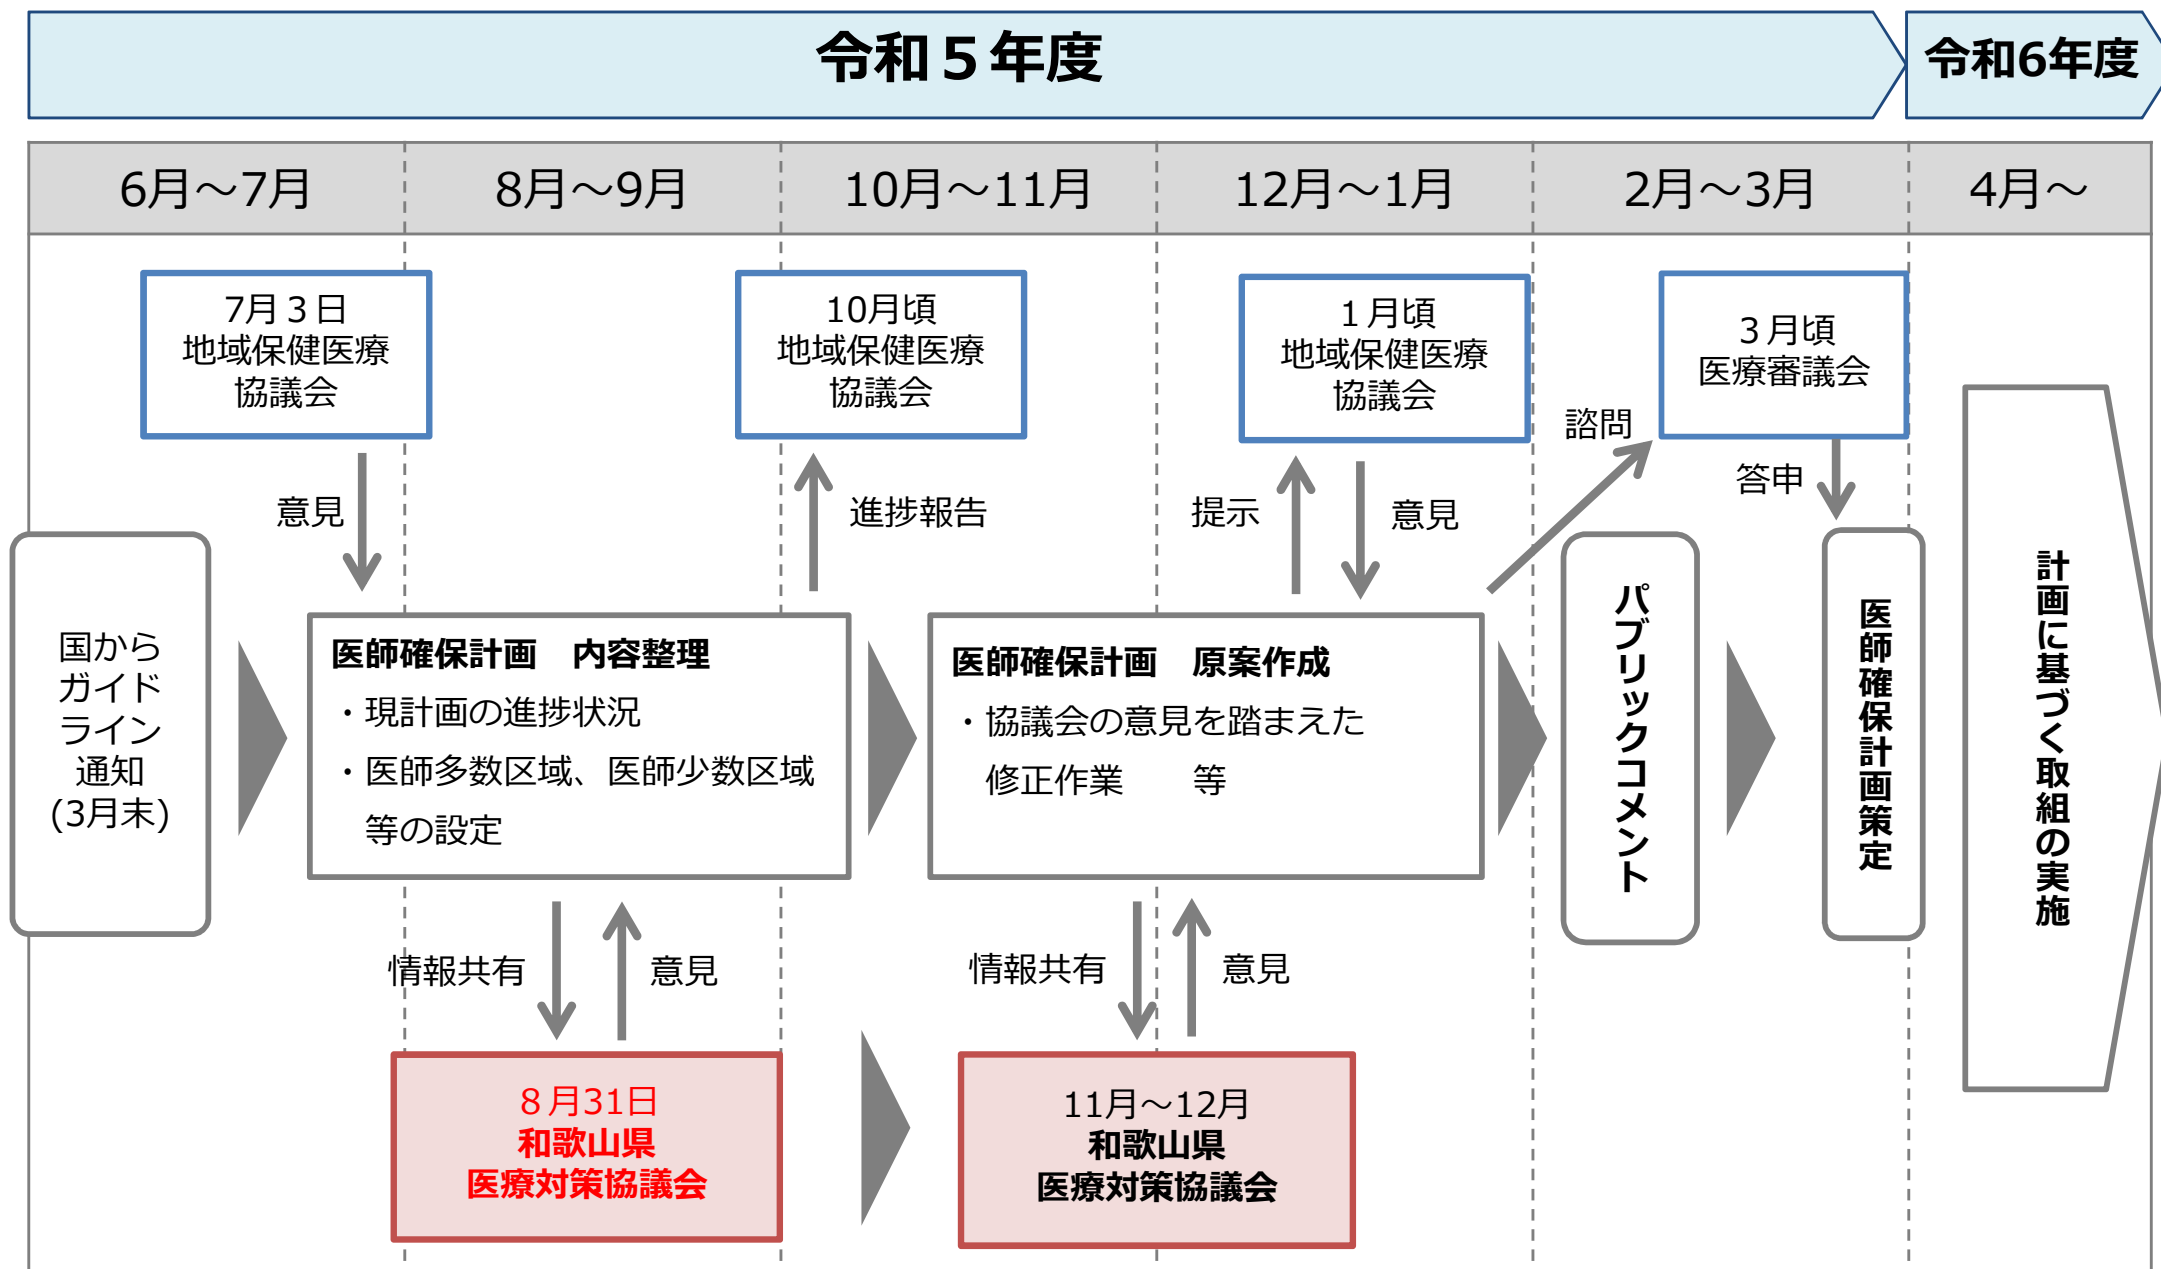 令和５年度
令和6年度
6月～7月
8月～9月
10月～11月
12月～1月
2月～3月
4月～
7月３日
地域保健医療
協議会
10月頃
地域保健医療
協議会
１月頃
地域保健医療
協議会
３月頃
医療審議会
意見
進捗報告
提示
意見
諮問
答申
国から
ガイド
ライン
通知
(3月末)
医師確保計画　内容整理
・現計画の進捗状況
・医師多数区域、医師少数区域
等の設定
医師確保計画　原案作成
・協議会の意見を踏まえた
修正作業　　等
パブリックコメント
医師確保計画策定
計画に基づく取組の実施
情報共有
意見
情報共有
意見
８月31日
和歌山県
医療対策協議会
11月～12月
和歌山県
医療対策協議会